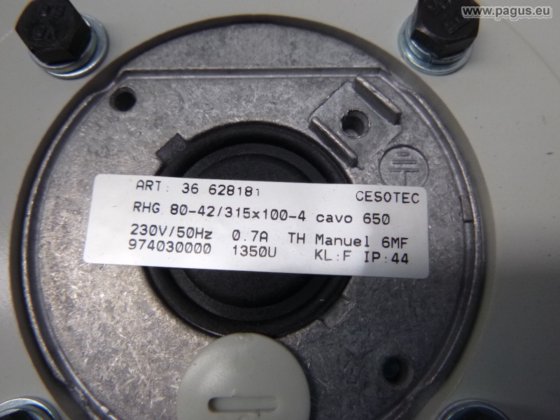 www.pagus.eu
ART: 36 628181 CESOTEC
RHG 80-42/315x100-4 cavo 650
230V/50Hz 0.7A TH Manuel 6MF
974030000 1350U KL:F IP:44